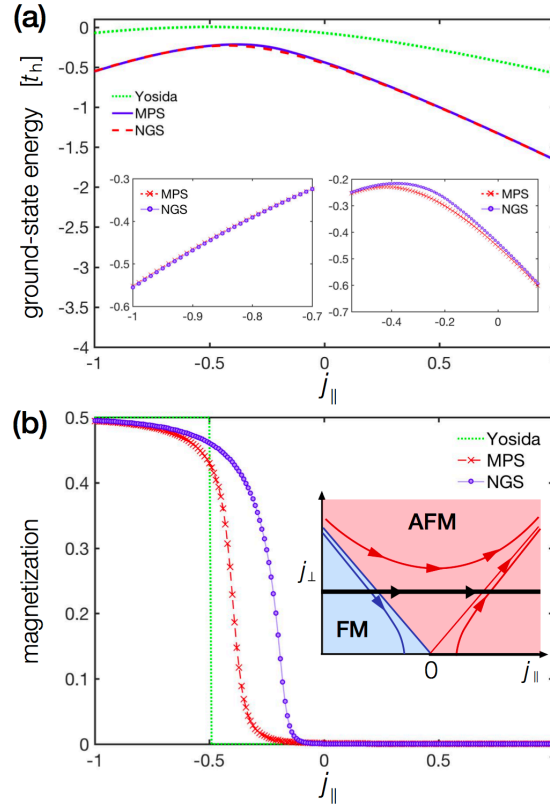 (a)
ground-state energy [t_h]
0
-0.5
-1
-1.5
-2
-2.5
-3
-3.5
-4
Yosida
MPS
NGS
-0.3
-0.4
-0.5
-0.6
MPS
NGS
-1
-0.9
-0.8
-0.7
-0.2
-0.3
-0.4
-0.5
-0.6
-0.7
MPS
NGS
-0.4
-0.2
0
-1
-0.5
0
0.5
j_∥
(b)
magnetization
0.5
0.4
0.3
0.2
0.1
0
Yosida
MPS
NGS
AFM
j_⊥
FM
0
j_∥
-1
-0.5
0
0.5
1
j_∥